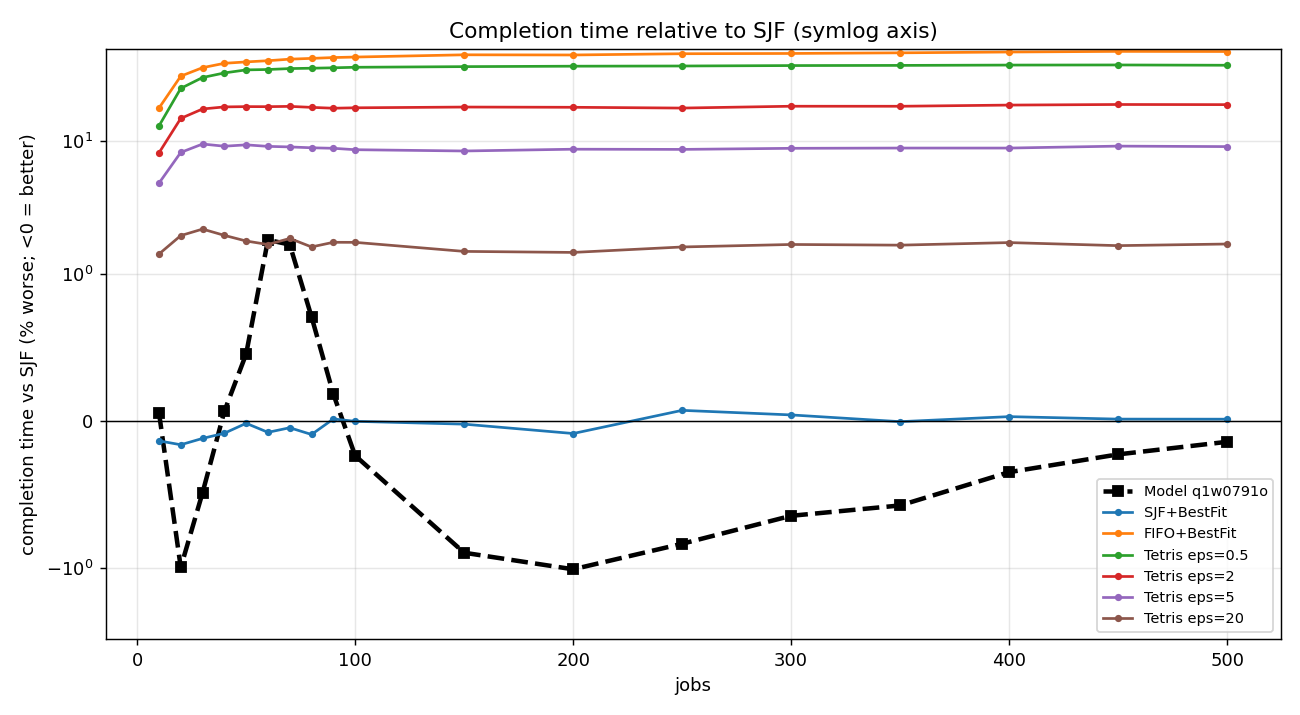 Completion time relative to SJF (symlog axis)
completion time vs SJF (% worse; <0 = better)
10¹
10⁰
0
−10⁰
0
100
200
300
400
500
jobs
Model q1w0791o
SJF+BestFit
FIFO+BestFit
Tetris eps=0.5
Tetris eps=2
Tetris eps=5
Tetris eps=20